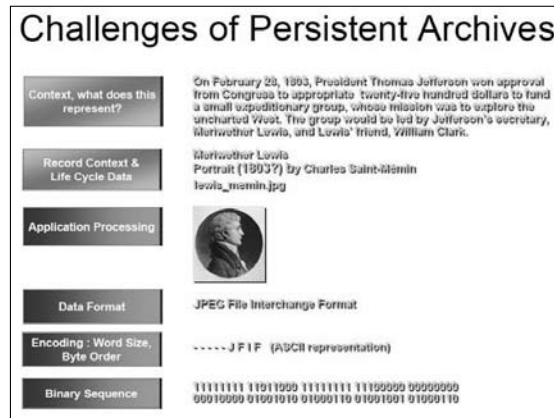 Challenges of Persistent Archives
Context, what does this
represent?
On February 28, 1803, President Thomas Jefferson won approval
from Congress to appropriate twenty-five hundred dollars to fund
a small expeditionary group, whose mission was to explore the
uncharted West. The group would be led by Jefferson's secretary,
Meriwether Lewis, and Lewis' friend, William Clark.
Record Context &
Life Cycle Data
Meriwether Lewis
Portrait (1803?) by Charles Saint-Mémin
lewis_memin.jpg
Application Processing
Data Format
JPEG File Interchange Format
Encoding : Word Size,
Byte Order
- - - - - J F I F (ASCII representation)
Binary Sequence
11111111 11011000 11111111 11100000 00000000
00010000 01001010 01000110 01001001 01000110